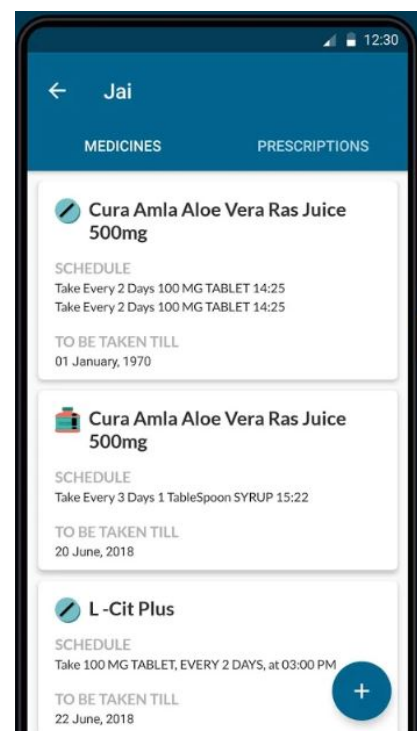 12:30
Jai
MEDICINES
PRESCRIPTIONS
Cura Amla Aloe Vera Ras Juice
500mg
SCHEDULE
Take Every 2 Days 100 MG TABLET 14:25
Take Every 2 Days 100 MG TABLET 14:25
TO BE TAKEN TILL
01 January, 1970
Cura Amla Aloe Vera Ras Juice
500mg
SCHEDULE
Take Every 3 Days 1 TableSpoon SYRUP 15:22
TO BE TAKEN TILL
20 June, 2018
L -Cit Plus
SCHEDULE
Take 100 MG TABLET, EVERY 2 DAYS, at 03:00 PM
TO BE TAKEN TILL
22 June, 2018